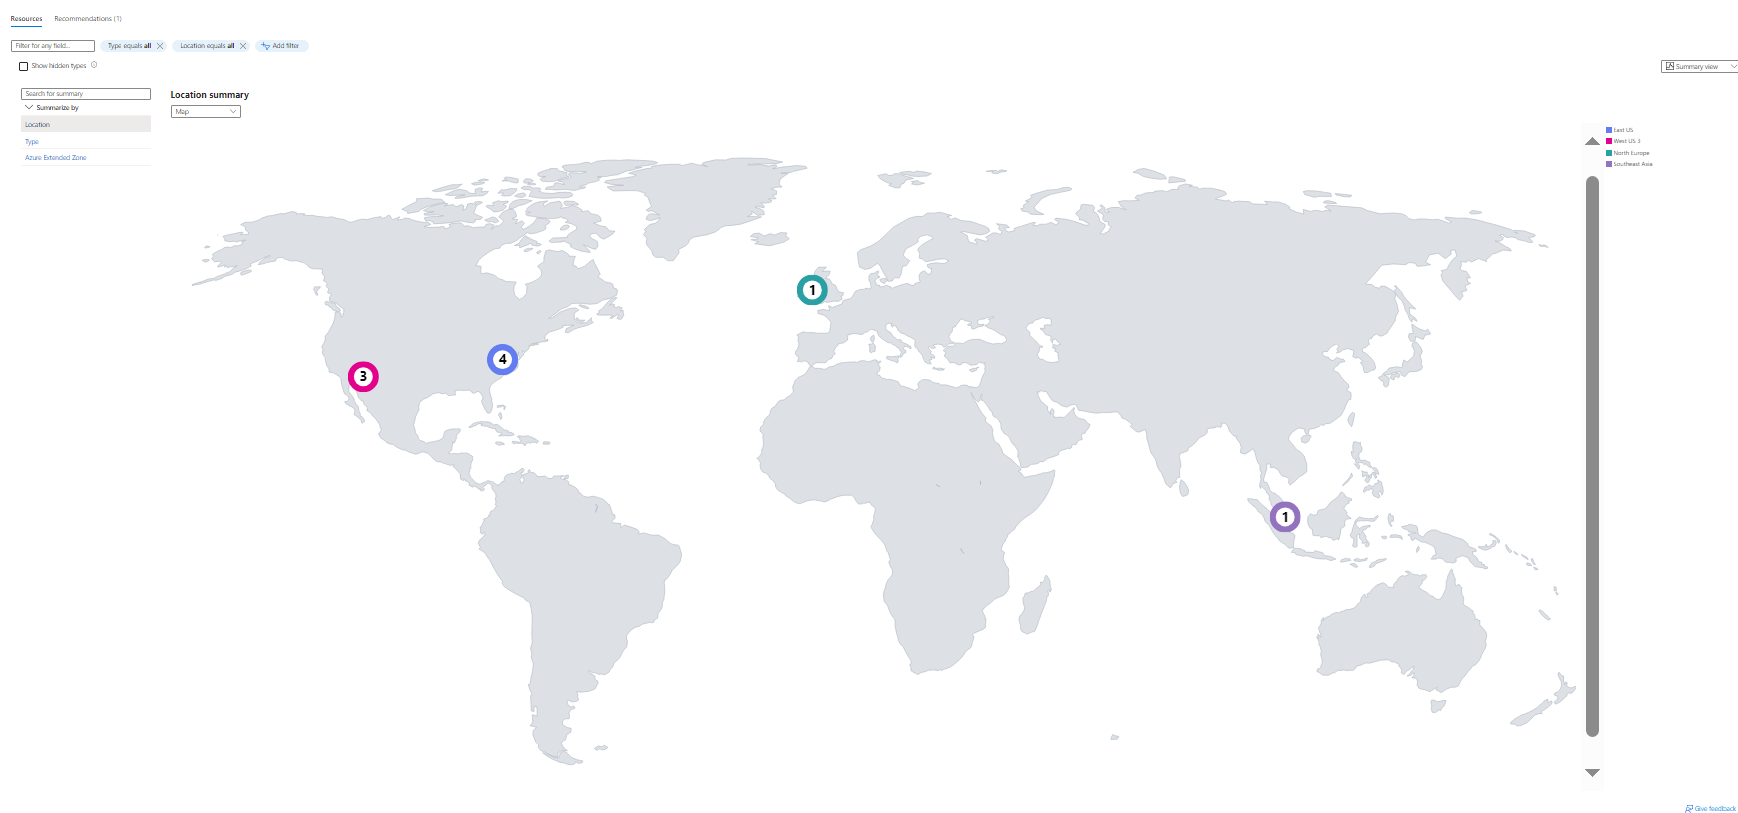 Resources Recommendations (1)
Filter for any field... Type equals all Location equals all Add filter
Show hidden types
Summary view
Search for summary
Summarize by
Location
Type
Azure Extended Zone
Location summary
Map
East US
West US 3
North Europe
Southeast Asia
1
4
3
1
Give feedback